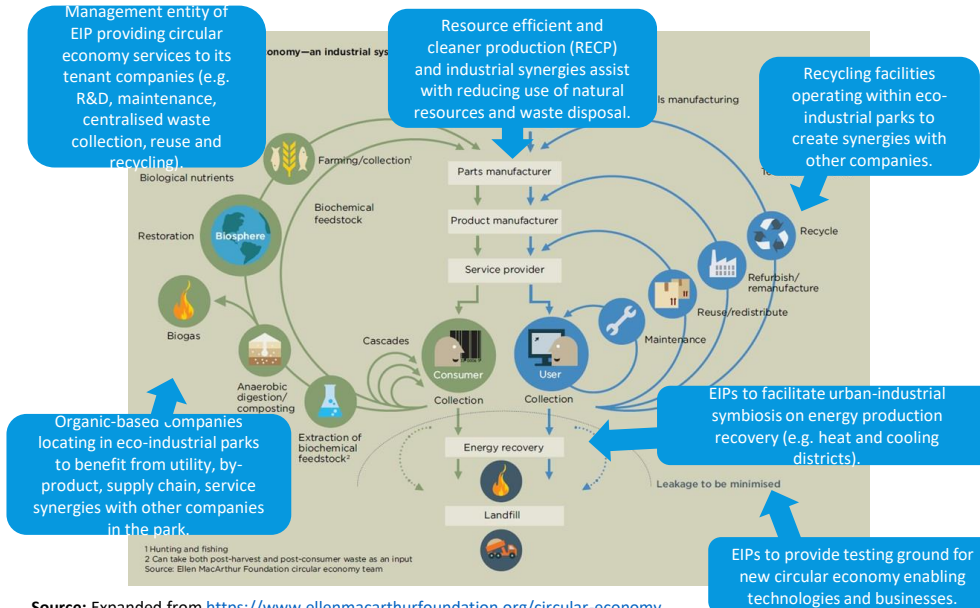 Management entity of
EIP providing circular
economy services to its
tenant companies (e.g.
R&D, maintenance,
centralised waste
collection, reuse and
recycling).
Resource efficient and
cleaner production (RECP)
and industrial synergies assist
with reducing use of natural
resources and waste disposal.
Recycling facilities
operating within eco-
industrial parks to
create synergies with
other companies.
onomy—an industrial sys
ls manufacturing
Farming/collection¹
Biological nutrients
Parts manufacturer
Biochemical
feedstock
Product manufacturer
Restoration
Biosphere
Recycle
Service provider
Refurbish/
remanufacture
Reuse/redistribute
Biogas
Cascades
Maintenance
Consumer
User
Anaerobic
digestion/
composting
Collection
Collection
Extraction of
biochemical
feedstock²
Energy recovery
Organic-based companies
locating in eco-industrial parks
to benefit from utility, by-
product, supply chain, service
synergies with other companies
in the park.
EIPs to facilitate urban-industrial
symbiosis on energy production
recovery (e.g. heat and cooling
districts).
Leakage to be minimised
Landfill
1 Hunting and fishing
2 Can take both post-harvest and post-consumer waste as an input
Source: Ellen MacArthur Foundation circular economy team
EIPs to provide testing ground for
new circular economy enabling
technologies and businesses.
Source: Expanded from https://www.ellenmacarthurfoundation.org/circular-economy